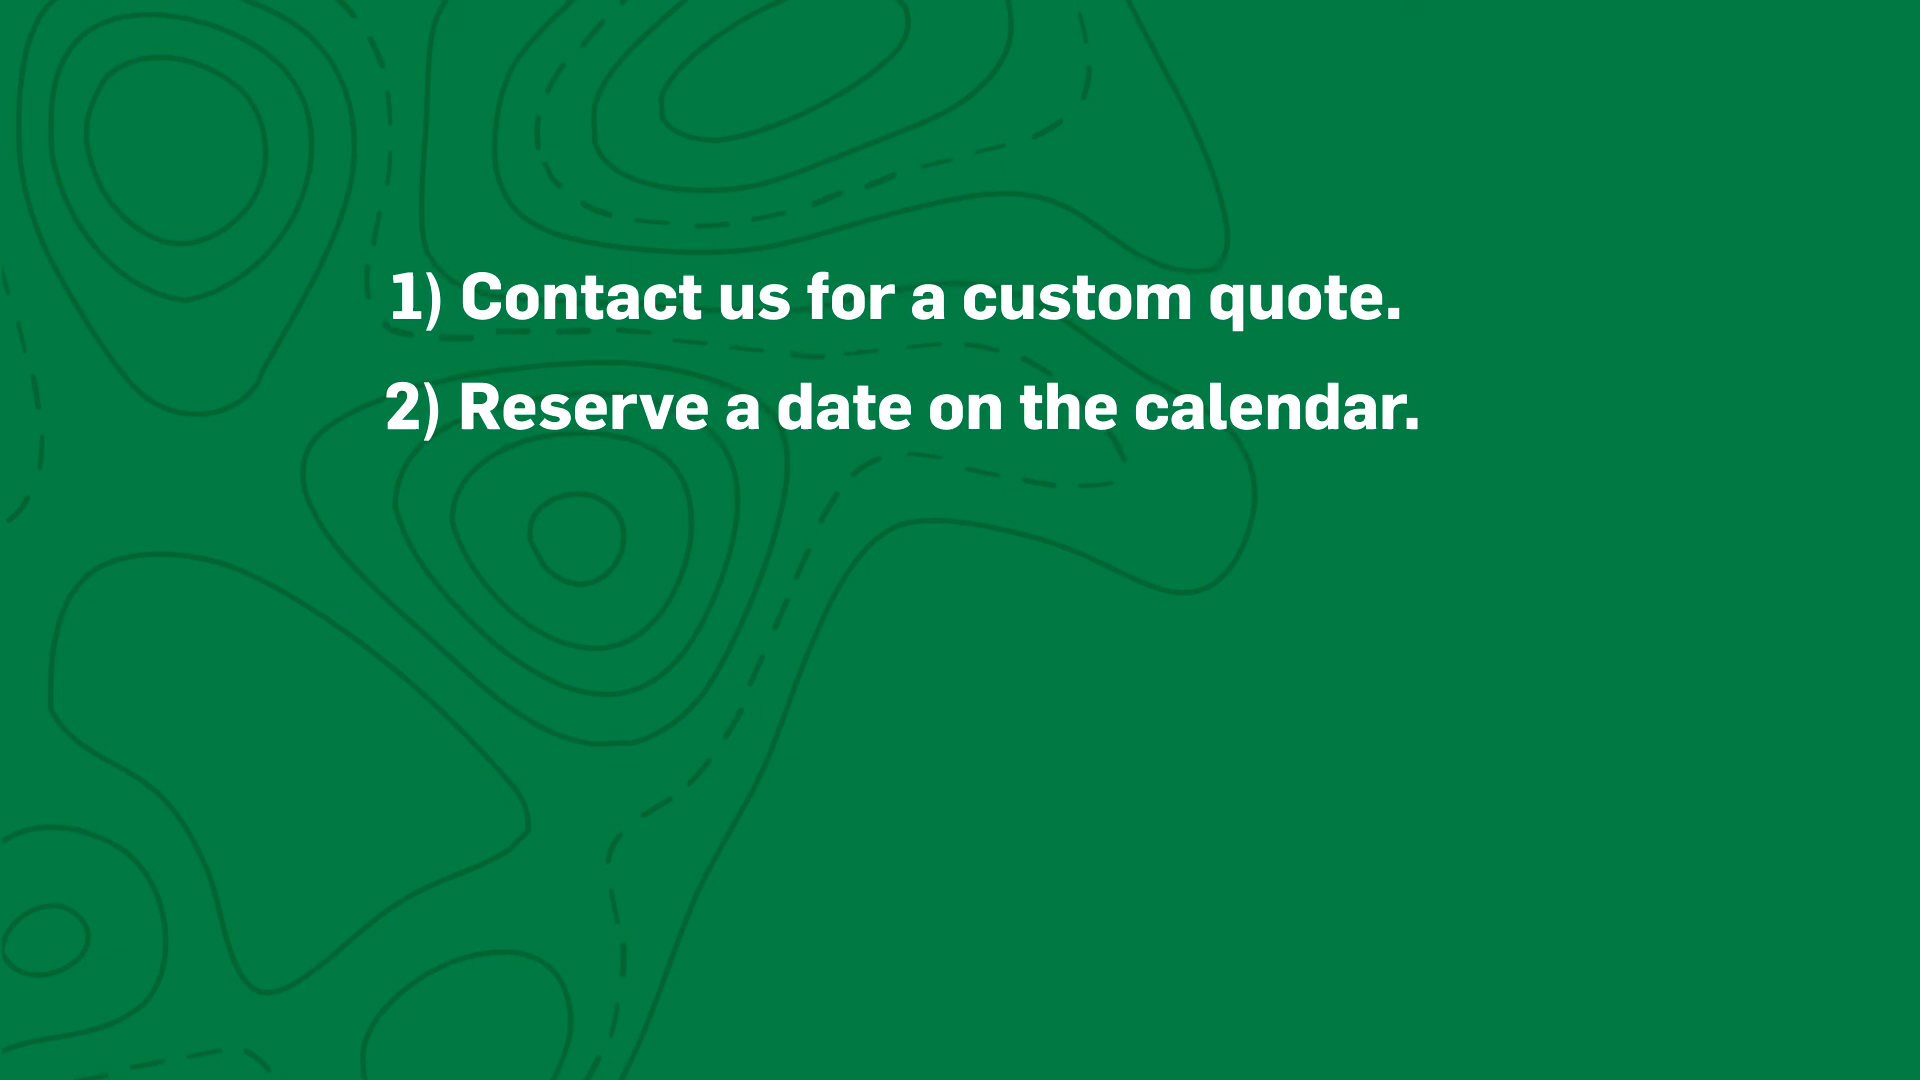 1) Contact us for a custom quote.
2) Reserve a date on the calendar.